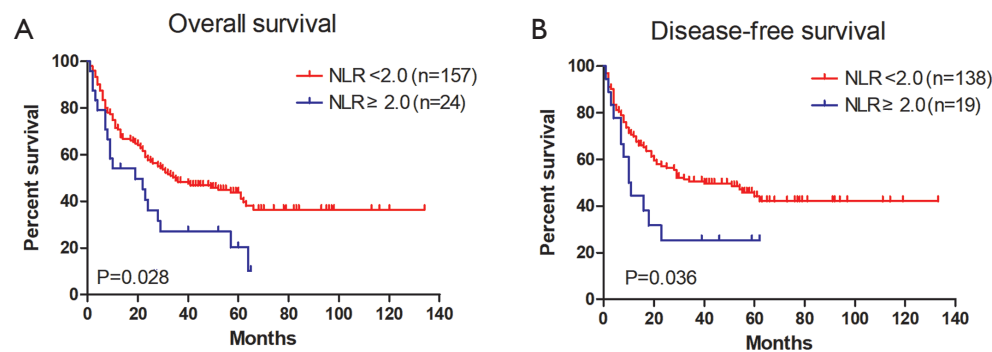 A
Overall survival
Percent survival
100
80
60
40
20
0
NLR <2.0 (n=157)
NLR ≥ 2.0 (n=24)
P=0.028
0 20 40 60 80 100 120 140
Months
B
Disease-free survival
Percent survival
100
80
60
40
20
0
NLR <2.0 (n=138)
NLR ≥ 2.0 (n=19)
P=0.036
0 20 40 60 80 100 120 140
Months